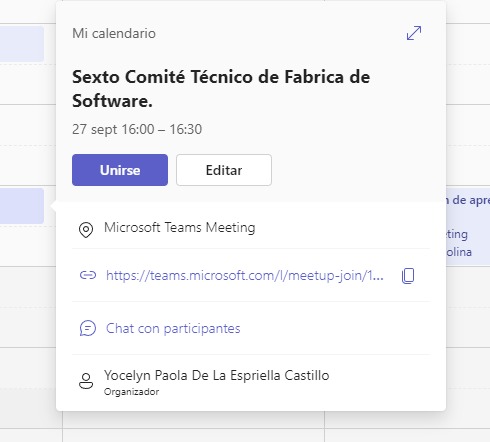 Mi calendario
Sexto Comité Técnico de Fabrica de
Software.
27 sept 16:00 – 16:30
Unirse
Editar
Microsoft Teams Meeting
https://teams.microsoft.com/l/meetup-join/1...
Chat con participantes
Yocelyn Paola De La Espriella Castillo
Organizador
n de apre
eting
olina